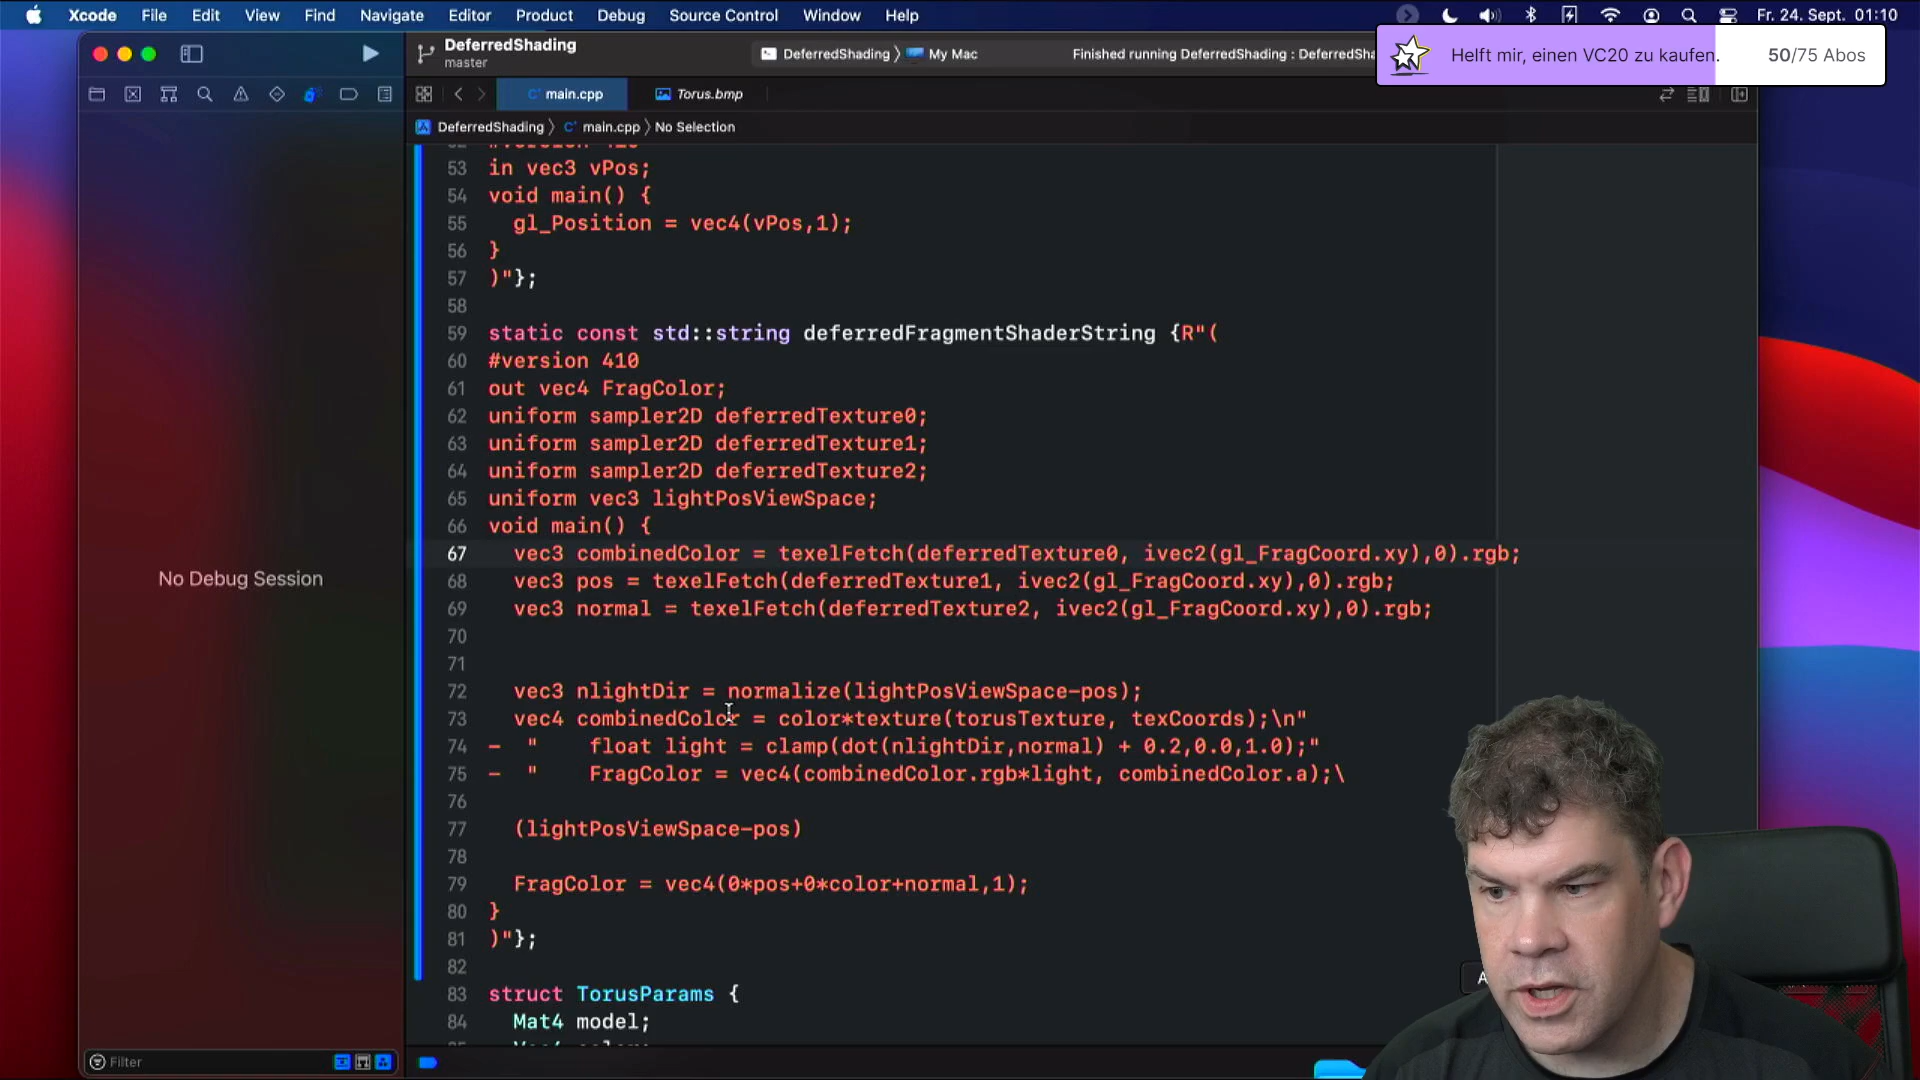 Xcode File Edit View Find Navigate Editor Product Debug Source Control Window Help
Fr. 24. Sept. 01:10
DeferredShading
master
DeferredShading 〉 My Mac
Finished running DeferredShading : DeferredSha
Helft mir, einen VC20 zu kaufen. 50/75 Abos
main.cpp
Torus.bmp
DeferredShading 〉 main.cpp 〉 No Selection
53 in vec3 vPos;
54 void main() {
55 gl_Position = vec4(vPos,1);
56 }
57 )"};
58
59 static const std::string deferredFragmentShaderString {R"(
60 #version 410
61 out vec4 FragColor;
62 uniform sampler2D deferredTexture0;
63 uniform sampler2D deferredTexture1;
64 uniform sampler2D deferredTexture2;
65 uniform vec3 lightPosViewSpace;
66 void main() {
67 vec3 combinedColor = texelFetch(deferredTexture0, ivec2(gl_FragCoord.xy),0).rgb;
68 vec3 pos = texelFetch(deferredTexture1, ivec2(gl_FragCoord.xy),0).rgb;
69 vec3 normal = texelFetch(deferredTexture2, ivec2(gl_FragCoord.xy),0).rgb;
70
71
72 vec3 nlightDir = normalize(lightPosViewSpace-pos);
73 vec4 combinedColor = color*texture(torusTexture, texCoords);\n"
74 - " float light = clamp(dot(nlightDir,normal) + 0.2,0.0,1.0);"
75 - " FragColor = vec4(combinedColor.rgb*light, combinedColor.a);\
76
77 (lightPosViewSpace-pos)
78
79 FragColor = vec4(0*pos+0*color+normal,1);
80 }
81 )"};
82
83 struct TorusParams {
84 Mat4 model;
No Debug Session
Filter